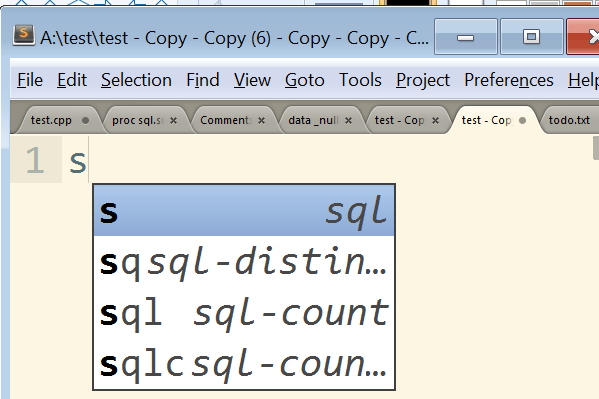 A:\test\test - Copy - Copy (6) - Copy - Copy - C...
File Edit Selection Find View Goto Tools Project Preferences Help
test.cpp proc sql.s Comment data _nul test - Cop test - Cop todo.txt
1 s
s sql
sq sql-distin…
sql sql-count
sqlc sql-coun…